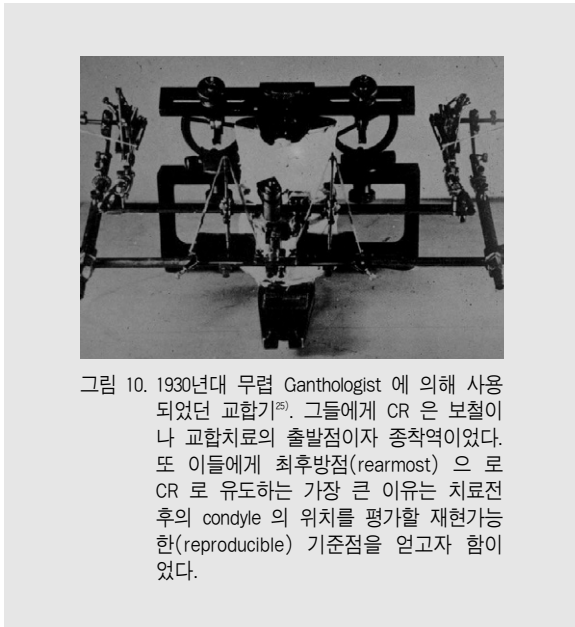 그림 10. 1930년대 무렵 Ganthologist 에 의해 사용
되었던 교합기²⁵⁾. 그들에게 CR 은 보철이
나 교합치료의 출발점이자 종착역이었다.
또 이들에게 최후방점(rearmost) 으 로
CR 로 유도하는 가장 큰 이유는 치료전
후의 condyle 의 위치를 평가할 재현가능
한(reproducible) 기준점을 얻고자 함이
었다.